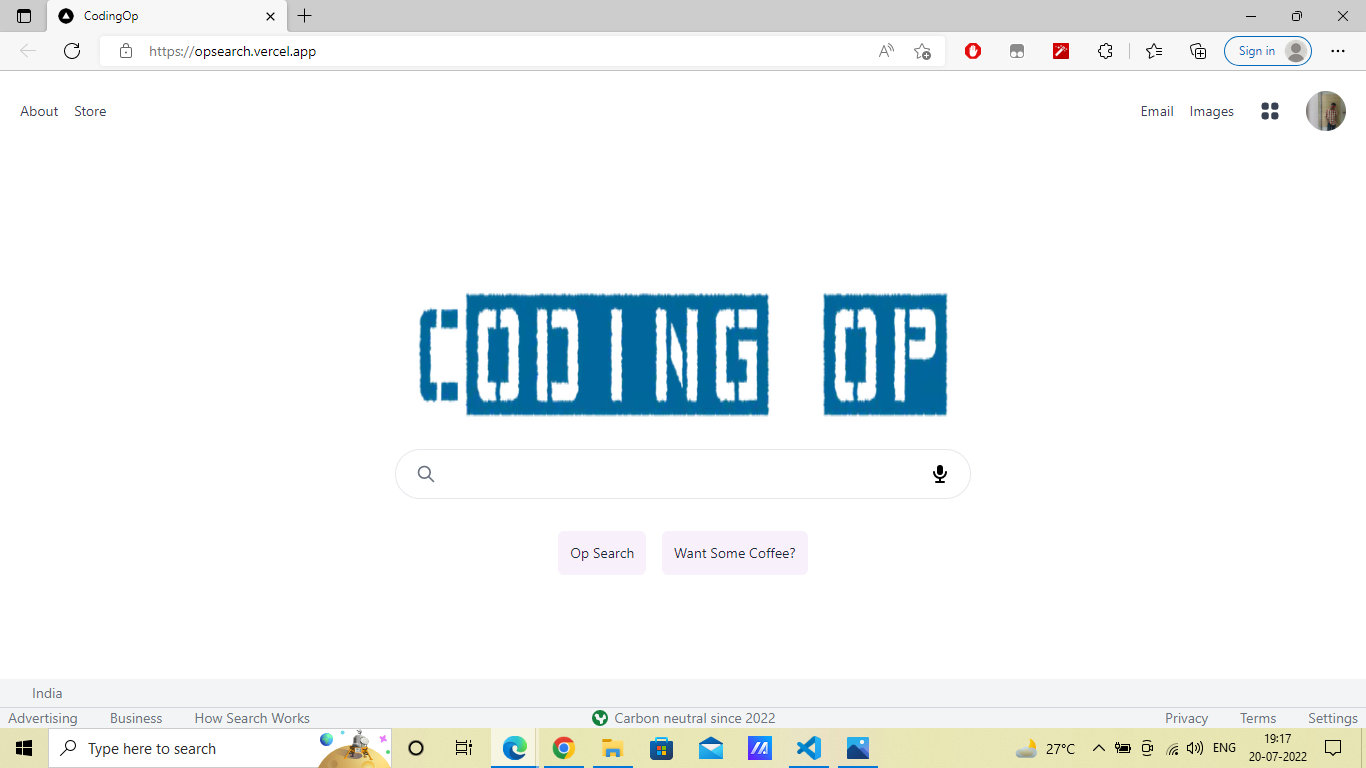 CodingOp
https://opsearch.vercel.app
Sign in
About Store
Email Images
CODING OP
Op Search Want Some Coffee?
India
Advertising Business How Search Works
Carbon neutral since 2022
Privacy Terms Settings
Type here to search
27°C
ENG
19:17
20-07-2022